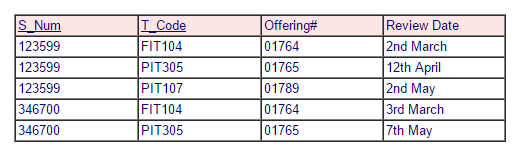 S_Num T_Code Offering# Review Date
123599 FIT104 01764 2nd March
123599 PIT305 01765 12th April
123599 PIT107 01789 2nd May
346700 FIT104 01764 3rd March
346700 PIT305 01765 7th May